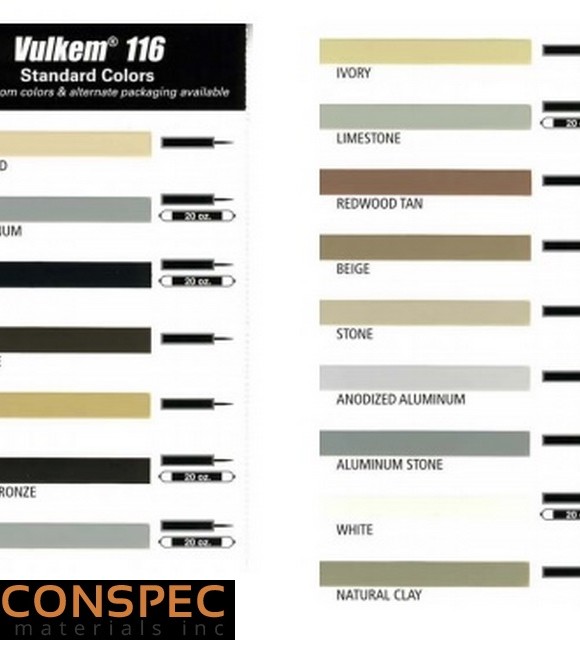 Vulkem® 116
Standard Colors
om colors & alternate packaging available
D
UM
20 oz.
20 oz.
E
RONZE
20 oz.
20 oz.
CONSPEC
materials inc
IVORY
LIMESTONE
20
REDWOOD TAN
BEIGE
STONE
ANODIZED ALUMINUM
ALUMINUM STONE
WHITE
20
NATURAL CLAY